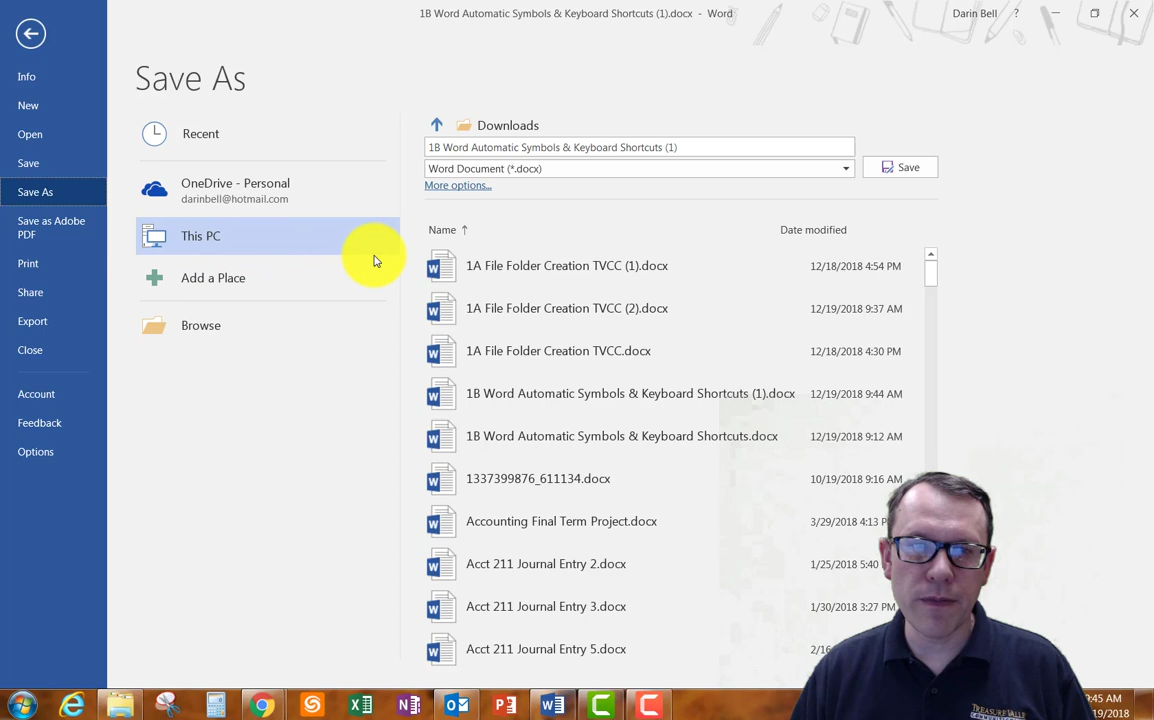 1B Word Automatic Symbols & Keyboard Shortcuts (1).docx - Word
Darin Bell
?
Info
New
Open
Save
Save As
Save as Adobe
PDF
Print
Share
Export
Close
Account
Feedback
Options
Save As
Recent
OneDrive - Personal
darinbell@hotmail.com
This PC
Add a Place
Browse
Downloads
1B Word Automatic Symbols & Keyboard Shortcuts (1)
Word Document (*.docx)
Save
More options...
Name
Date modified
1A File Folder Creation TVCC (1).docx 12/18/2018 4:54 PM
1A File Folder Creation TVCC (2).docx 12/19/2018 9:37 AM
1A File Folder Creation TVCC.docx 12/18/2018 4:30 PM
1B Word Automatic Symbols & Keyboard Shortcuts (1).docx 12/19/2018 9:44 AM
1B Word Automatic Symbols & Keyboard Shortcuts.docx 12/19/2018 9:12 AM
1337399876_611134.docx 10/19/2018 9:16 AM
Accounting Final Term Project.docx 3/29/2018 4:13
Acct 211 Journal Entry 2.docx 1/25/2018 5:40
Acct 211 Journal Entry 3.docx 1/30/2018 3:27
Acct 211 Journal Entry 5.docx 2/16
:45 AM
/19/2018
TREASURE VALLEY